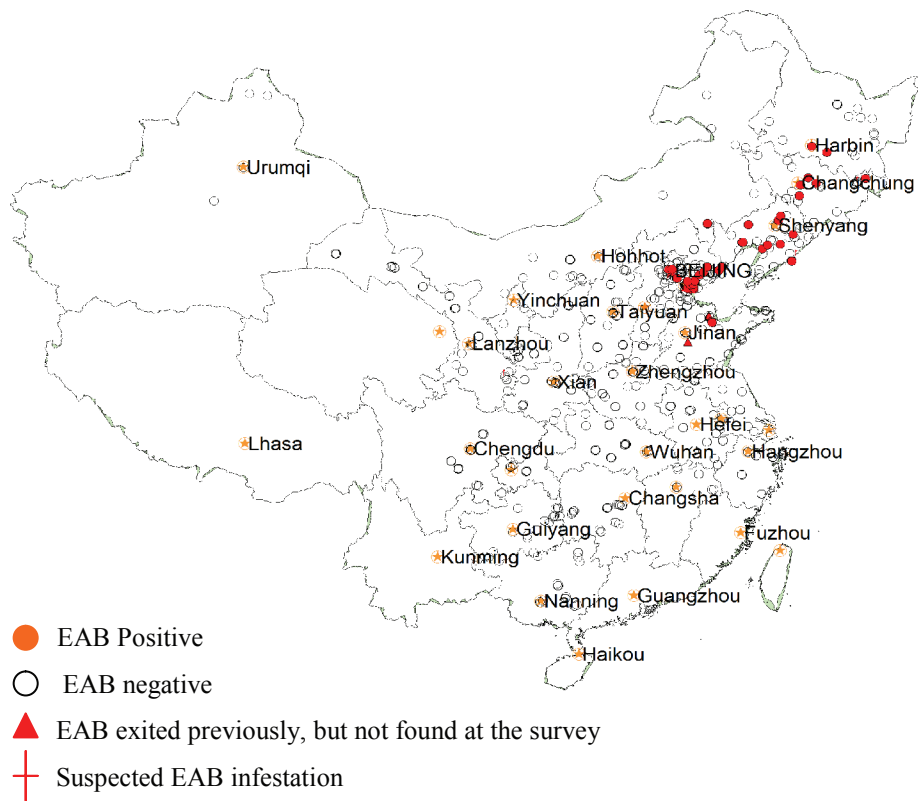 Harbin
Urumqi
Changchung
Shenyang
Hohhot
BEIJING
Yinchuan
Taiyuan
Jinan
Lanzhou
Zhengzhou
Xian
Hefei
Lhasa
Chengdu
Wuhan
Hangzhou
Changsha
Guiyang
Fuzhou
Kunming
Nanning
Guangzhou
Haikou
EAB Positive
EAB negative
EAB exited previously, but not found at the survey
Suspected EAB infestation